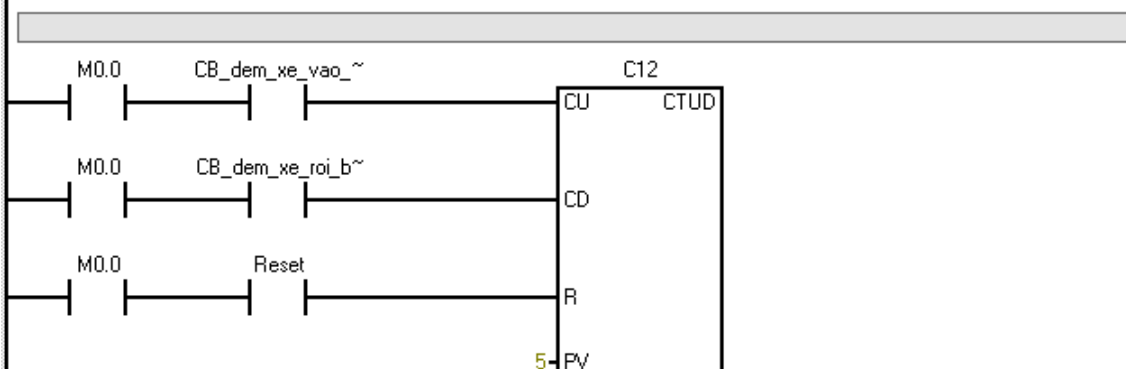 M0.0 CB_dem_xe_vao_~ C12
CU CTUD
M0.0 CB_dem_xe_roi_b~
CD
M0.0 Reset
R
5 PV